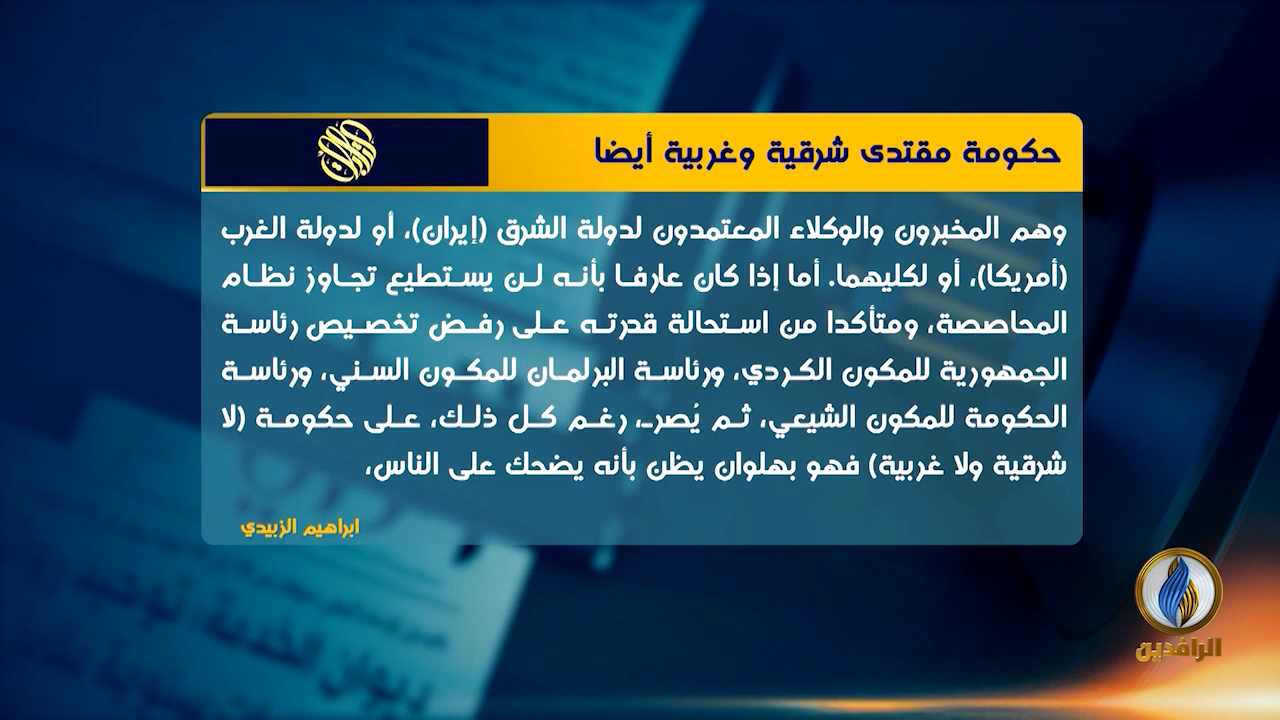 حكومة مقتدى شرقية وغربية أيضا
وهم المخبرون والوكلاء المعتمدون لدولة الشرق (إيران)، أو لدولة الغرب
(أمريكا)، أو لكليهما. أما إذا كان عارفا بأنه لن يستطيع تجاوز نظام
المحاصصة، ومتأكدا من استحالة قدرته على رفض تخصيص رئاسة
الجمهورية للمكون الكردي، ورئاسة البرلمان للمكون السني، ورئاسة
الحكومة للمكون الشيعي، ثم يُصر، رغم كل ذلك، على حكومة (لا
شرقية ولا غربية) فهو بهلوان يظن بأنه يضحك على الناس،
ابراهيم الزبيدي
الرافدين
ديوان الخدمة: توحيد